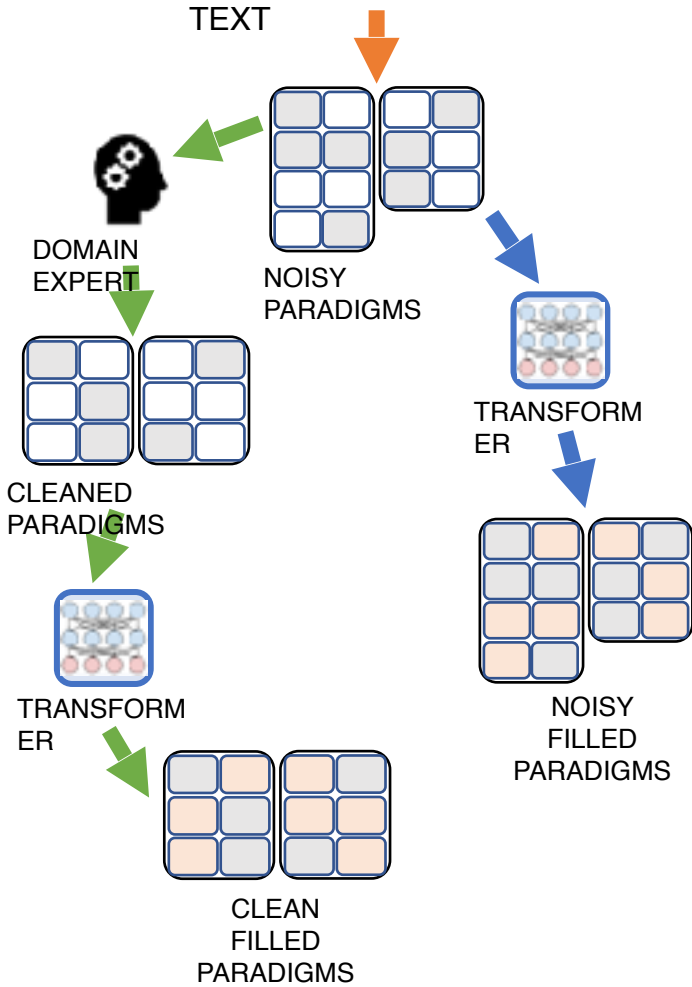 TEXT
DOMAIN
EXPERT
NOISY
PARADIGMS
TRANSFORM
ER
CLEANED
PARADIGMS
TRANSFORM
ER
NOISY
FILLED
PARADIGMS
CLEAN
FILLED
PARADIGMS